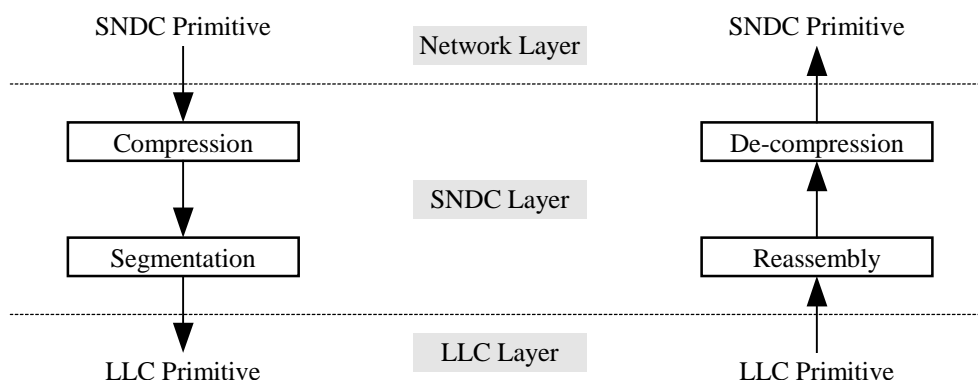 SNDC Primitive
Network Layer
SNDC Primitive
Compression
De-compression
SNDC Layer
Segmentation
Reassembly
LLC Primitive
LLC Layer
LLC Primitive